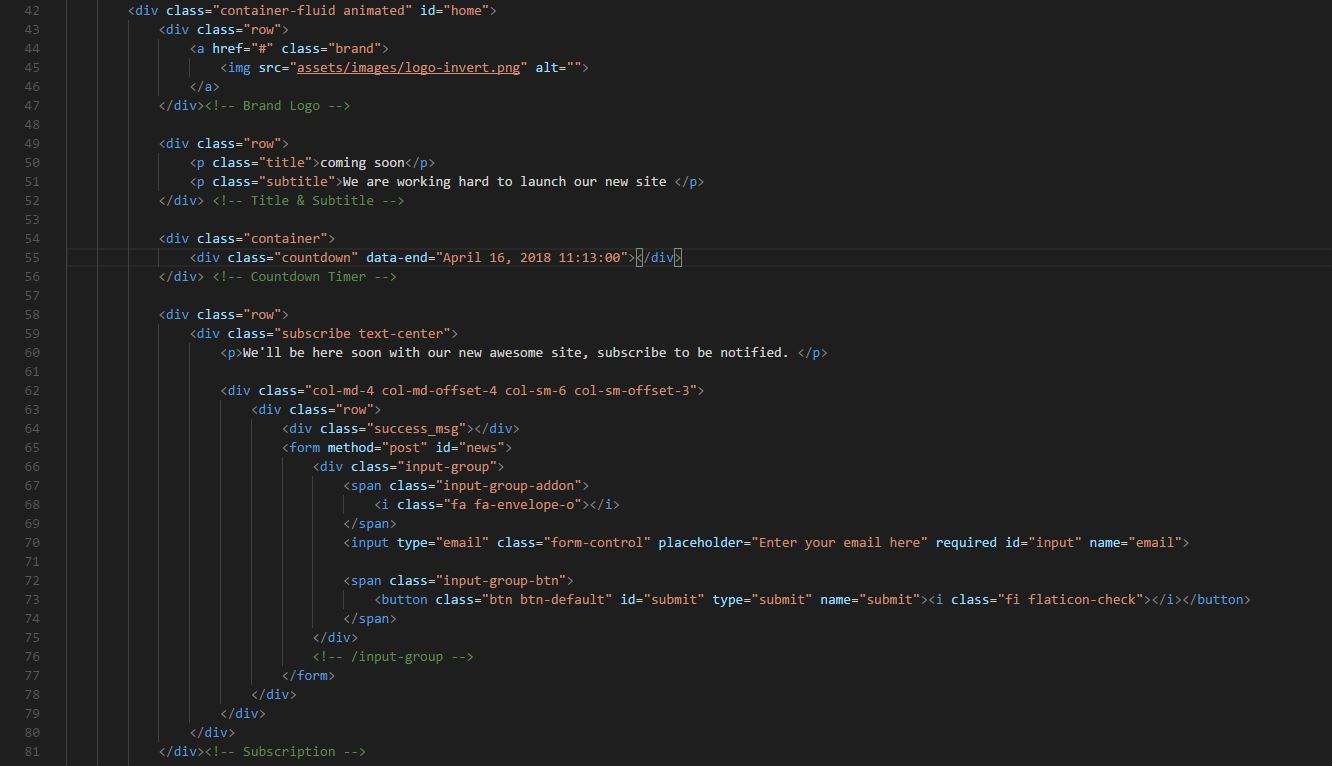 42 <div class="container-fluid animated" id="home">
43 <div class="row">
44 <a href="#" class="brand">
45 <img src="assets/images/logo-invert.png" alt="">
46 </a>
47 </div><!-- Brand Logo -->
48
49 <div class="row">
50 <p class="title">coming soon</p>
51 <p class="subtitle">We are working hard to launch our new site </p>
52 </div> <!-- Title & Subtitle -->
53
54 <div class="container">
55 <div class="countdown" data-end="April 16, 2018 11:13:00"></div>
56 </div> <!-- Countdown Timer -->
57
58 <div class="row">
59 <div class="subscribe text-center">
60 <p>We'll be here soon with our new awesome site, subscribe to be notified. </p>
61
62 <div class="col-md-4 col-md-offset-4 col-sm-6 col-sm-offset-3">
63 <div class="row">
64 <div class="success_msg"></div>
65 <form method="post" id="news">
66 <div class="input-group">
67 <span class="input-group-addon">
68 <i class="fa fa-envelope-o"></i>
69 </span>
70 <input type="email" class="form-control" placeholder="Enter your email here" required id="input" name="email">
71
72 <span class="input-group-btn">
73 <button class="btn btn-default" id="submit" type="submit" name="submit"><i class="fi flaticon-check"></i></button>
74 </span>
75 </div>
76 <!-- /input-group -->
77 </form>
78 </div>
79 </div>
80 </div>
81 </div><!-- Subscription -->